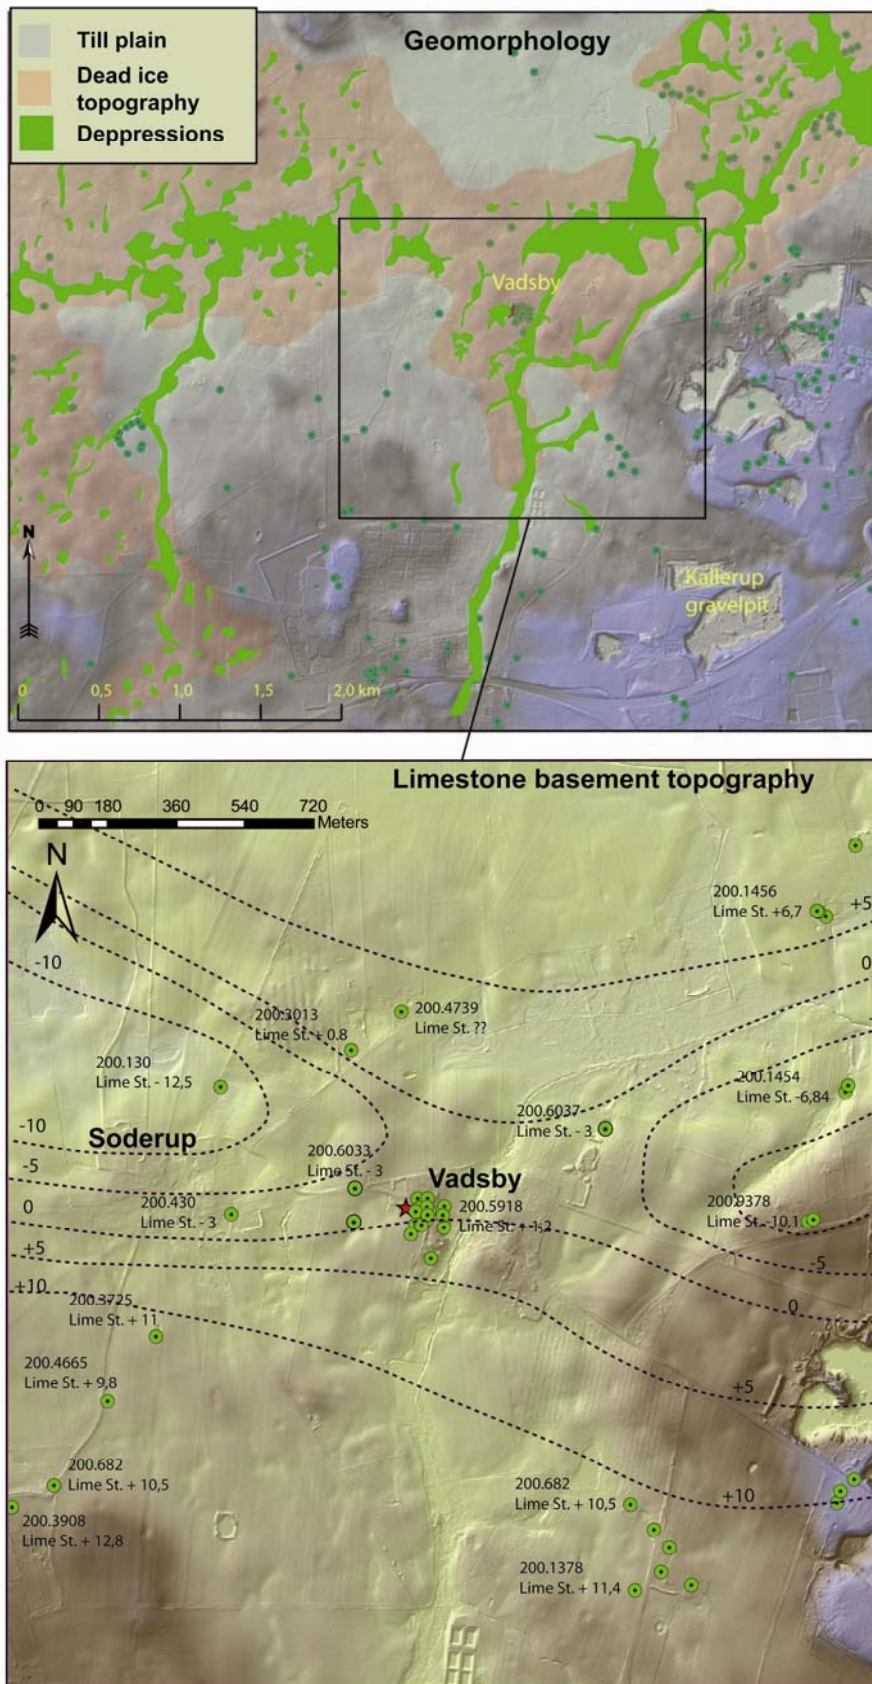 Till plain
Geomorphology
Dead ice
topography
Deppressions
Vadsby
N
Kallerup
gravelpit
0 0,5 1,0 1,5 2,0 km
Limestone basement topography
0 90 180 360 540 720
Meters
N
200.1456
Lime St. +6,7
+5
-10
0
200.3013
Lime St. + 0.8
200.4739
Lime St. ??
200.130
Lime St. - 12,5
200.1454
Lime St. -6,84
-10
Soderup
200.6037
Lime St. - 3
-5
200.6033
Lime St. - 3
Vadsby
0
200.430
Lime St. - 3
200.5918
Lime St. + 1,2
200.9378
Lime St. -10,1
+5
-5
+10
0
200.3725
Lime St. + 11
200.4665
Lime St. + 9,8
+5
200.682
Lime St. + 10,5
200.682
Lime St. + 10,5
+10
200.3908
Lime St. + 12,8
200.1378
Lime St. + 11,4